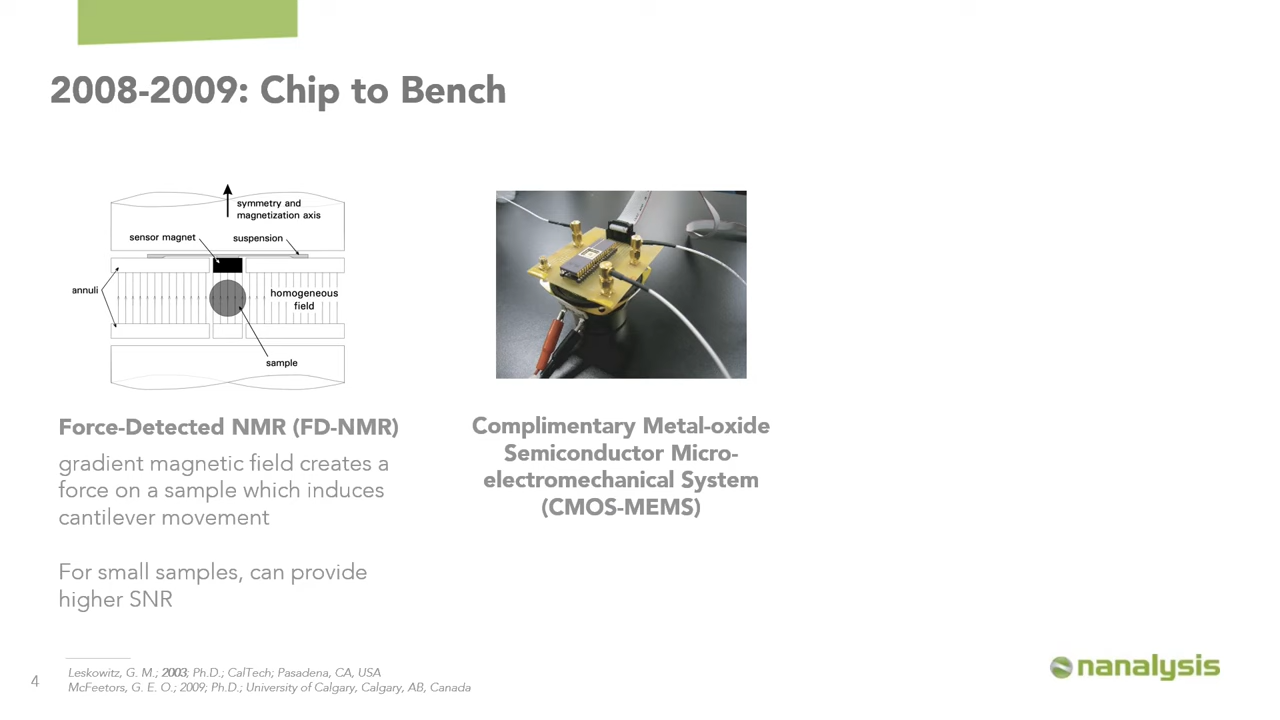 2008-2009: Chip to Bench
symmetry and
magnetization axis
sensor magnet
suspension
annuli
homogeneous
field
sample
Force-Detected NMR (FD-NMR)
gradient magnetic field creates a
force on a sample which induces
cantilever movement
For small samples, can provide
higher SNR
Complimentary Metal-oxide
Semiconductor Micro-
electromechanical System
(CMOS-MEMS)
4
Leskowitz, G. M.; 2003; Ph.D.; CalTech; Pasadena, CA, USA
McFeetors, G. E. O.; 2009; Ph.D.; University of Calgary, Calgary, AB, Canada
nanalysis